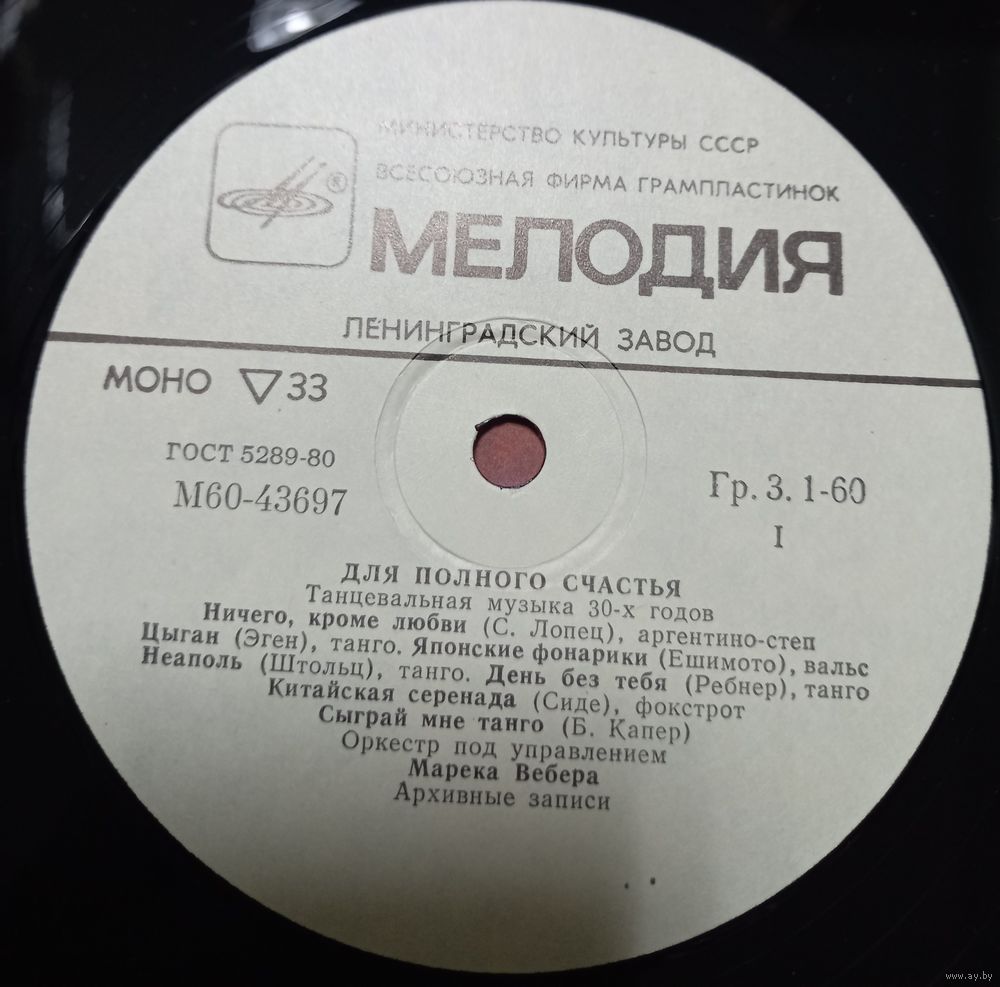 МИНИСТЕРСТВО КУЛЬТУРЫ СССР
ВСЕСОЮЗНАЯ ФИРМА ГРАМПЛАСТИНОК
®
МЕЛОДИЯ
ЛЕНИНГРАДСКИЙ ЗАВОД
МОНО ▽ 33
ГОСТ 5289-80
М60-43697
Гр. 3. 1-60
I
ДЛЯ ПОЛНОГО СЧАСТЬЯ
Танцевальная музыка 30-х годов
Ничего, кроме любви (С. Лопец), аргентино-степ
Цыган (Эген), танго. Японские фонарики (Ешимото), вальс
Неаполь (Штольц), танго. День без тебя (Ребнер), танго
Китайская серенада (Сиде), фокстрот
Сыграй мне танго (Б. Капер)
Оркестр под управлением
Марека Вебера
Архивные записи
www.ay.by